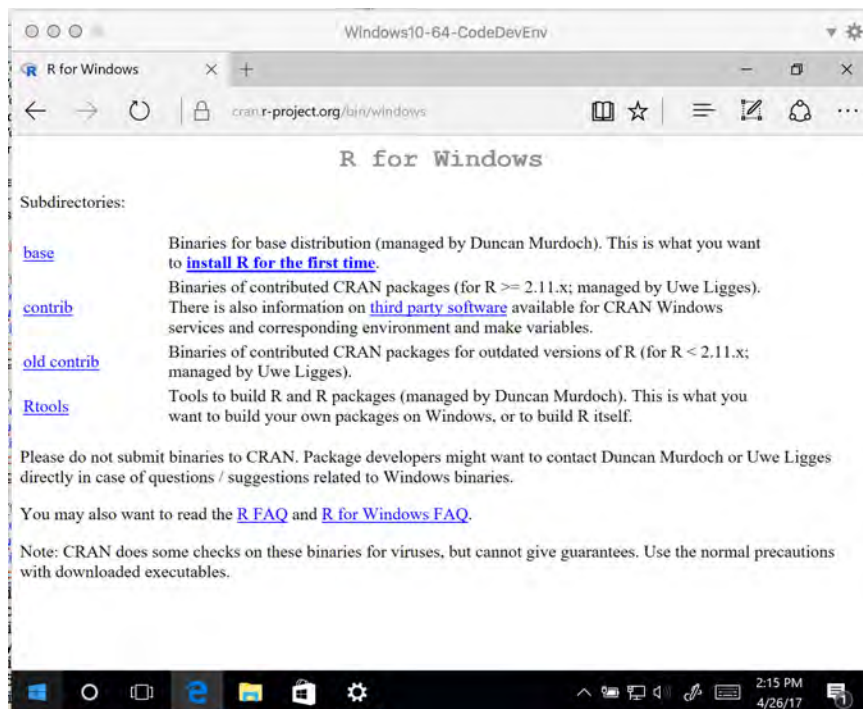 Windows10-64-CodeDevEnv
R for Windows
cran.r-project.org/bin/windows
R for Windows
Subdirectories:
base
Binaries for base distribution (managed by Duncan Murdoch). This is what you want
to install R for the first time.
contrib
Binaries of contributed CRAN packages (for R >= 2.11.x; managed by Uwe Ligges).
There is also information on third party software available for CRAN Windows
services and corresponding environment and make variables.
old contrib
Binaries of contributed CRAN packages for outdated versions of R (for R < 2.11.x;
managed by Uwe Ligges).
Rtools
Tools to build R and R packages (managed by Duncan Murdoch). This is what you
want to build your own packages on Windows, or to build R itself.
Please do not submit binaries to CRAN. Package developers might want to contact Duncan Murdoch or Uwe Ligges
directly in case of questions / suggestions related to Windows binaries.
You may also want to read the R FAQ and R for Windows FAQ.
Note: CRAN does some checks on these binaries for viruses, but cannot give guarantees. Use the normal precautions
with downloaded executables.
2:15 PM
4/26/17
1